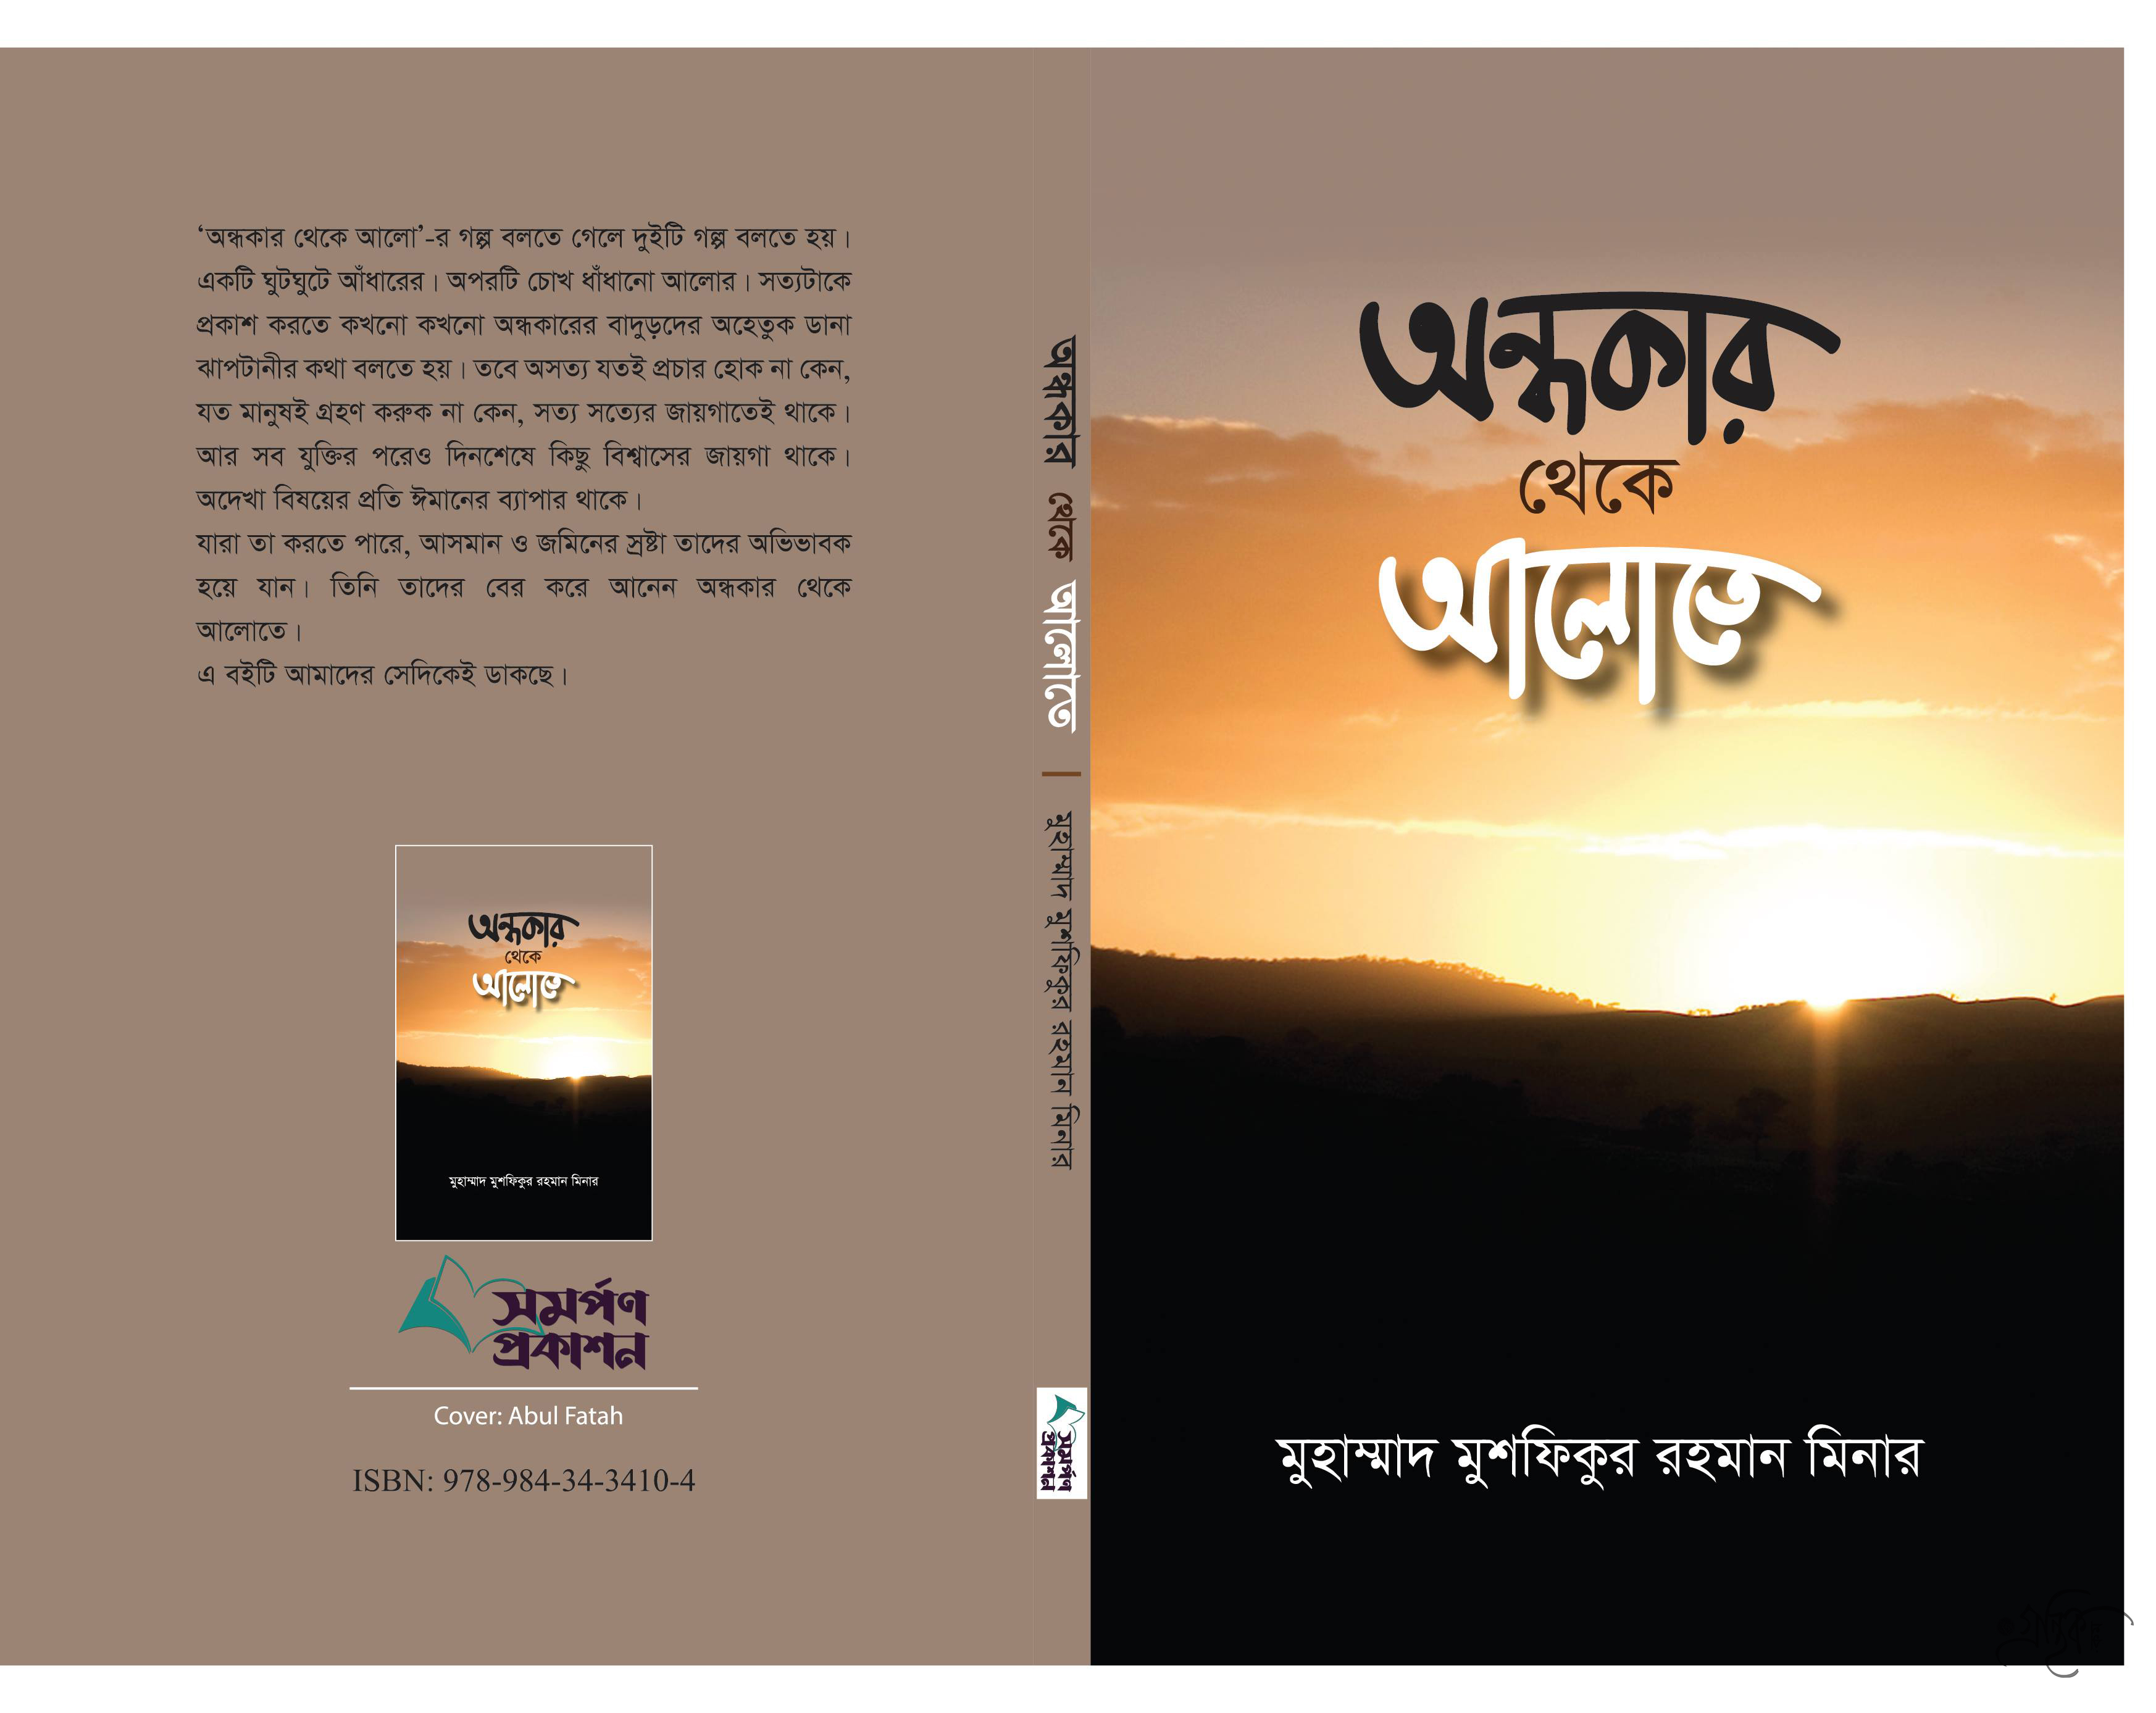 ‘অন্ধকার থেকে আলো’-র গল্প বলতে গেলে দুইটি গল্প বলতে হয়।
একটি ঘুটঘুটে আঁধারের। অপরটি চোখ ধাঁধানো আলোর। সত্যটাকে
প্রকাশ করতে কখনো কখনো অন্ধকারের বাদুড়দের অহেতুক ডানা
ঝাপটানীর কথা বলতে হয়। তবে অসত্য যতই প্রচার হোক না কেন,
যত মানুষই গ্রহণ করুক না কেন, সত্য সত্যের জায়গাতেই থাকে।
আর সব যুক্তির পরেও দিনশেষে কিছু বিশ্বাসের জায়গা থাকে।
অদেখা বিষয়ের প্রতি ঈমানের ব্যাপার থাকে।
যারা তা করতে পারে, আসমান ও জমিনের স্রষ্টা তাদের অভিভাবক
হয়ে যান। তিনি তাদের বের করে আনেন অন্ধকার থেকে
আলোতে।
এ বইটি আমাদের সেদিকেই ডাকছে।
অন্ধকার
থেকে
আলোতে
মুহাম্মাদ মুশফিকুর রহমান মিনার
সমর্পণ
প্রকাশন
Cover: Abul Fatah
ISBN: 978-984-34-3410-4
অন্ধকার থেকে আলোতে | মুহাম্মাদ মুশফিকুর রহমান মিনার
সমর্পণ
প্রকাশন
অন্ধকার
থেকে
আলোতে
মুহাম্মাদ মুশফিকুর রহমান মিনার